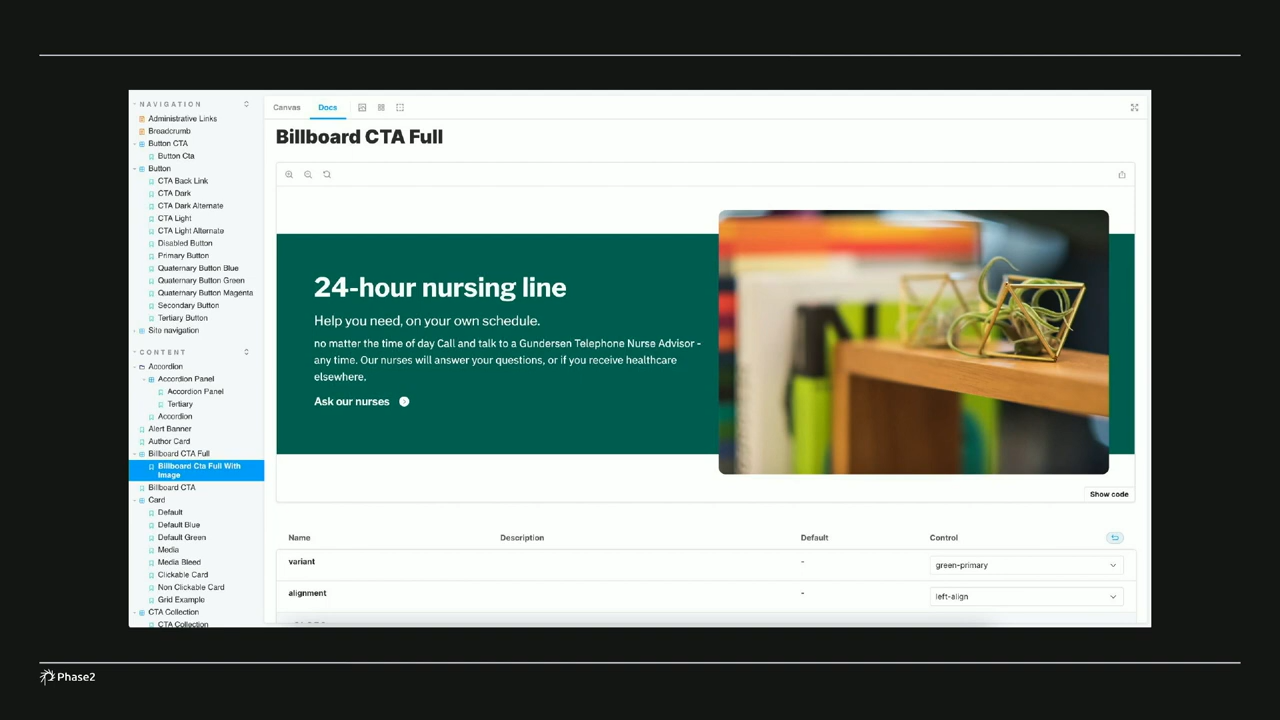 NAVIGATION
Administrative Links
Breadcrumb
Button CTA
Button Cta
Button
CTA Back Link
CTA Dark
CTA Dark Alternate
CTA Light
CTA Light Alternate
Disabled Button
Primary Button
Quaternary Button Blue
Quaternary Button Green
Quaternary Button Magenta
Secondary Button
Tertiary Button
Site navigation
CONTENT
Accordion
Accordion Panel
Accordion Panel
Tertiary
Accordion
Alert Banner
Author Card
Billboard CTA Full
Billboard Cta Full With
Image
Billboard CTA
Card
Default
Default Blue
Default Green
Media
Media Bleed
Clickable Card
Non Clickable Card
Grid Example
CTA Collection
CTA Collection
Canvas Docs
Billboard CTA Full
24-hour nursing line
Help you need, on your own schedule.
no matter the time of day Call and talk to a Gundersen Telephone Nurse Advisor -
any time. Our nurses will answer your questions, or if you receive healthcare
elsewhere.
Ask our nurses
Show code
Name Description Default Control
variant - green-primary
alignment - left-align
Phase2